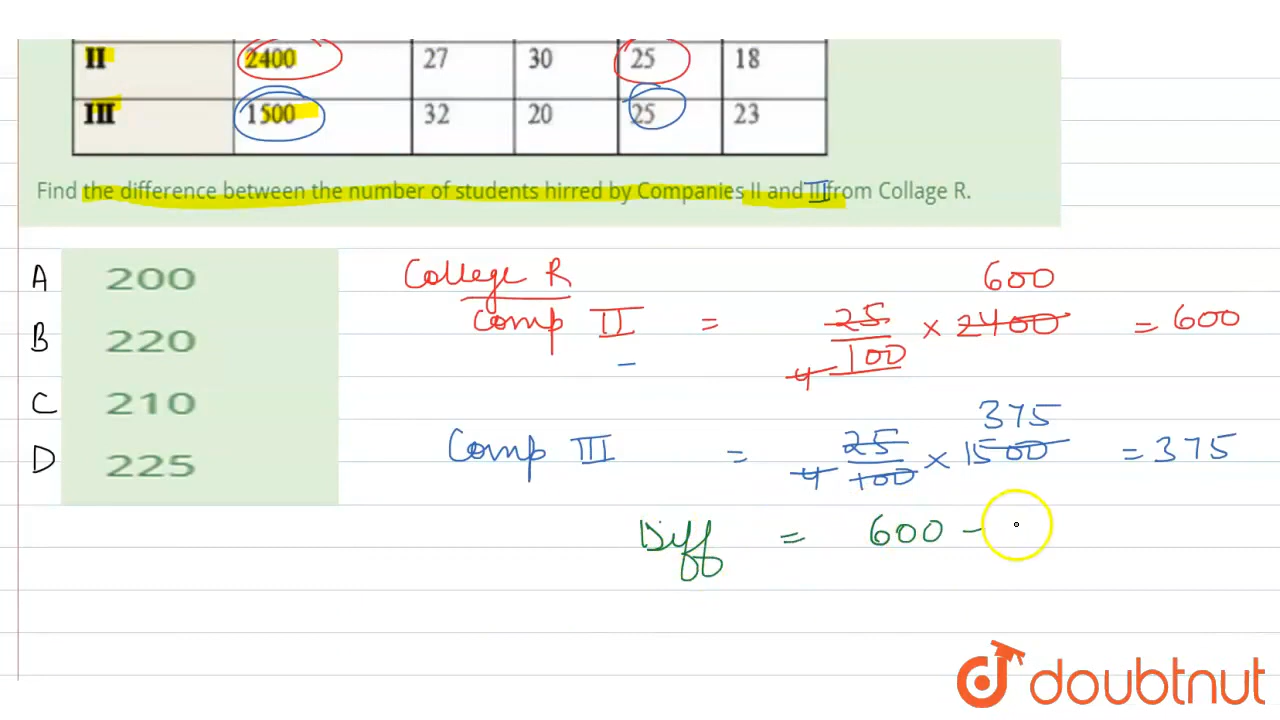 II 2400 27 30 25 18
III 1500 32 20 25 23
Find the difference between the number of students hirred by Companies II and III from Collage R.
A 200
B 220
C 210
D 225
College R
600
Comp II = 25/100 × 2400 = 600
4
375
Comp III = 25/100 × 1500 = 375
4
Diff = 600 -
doubtnut